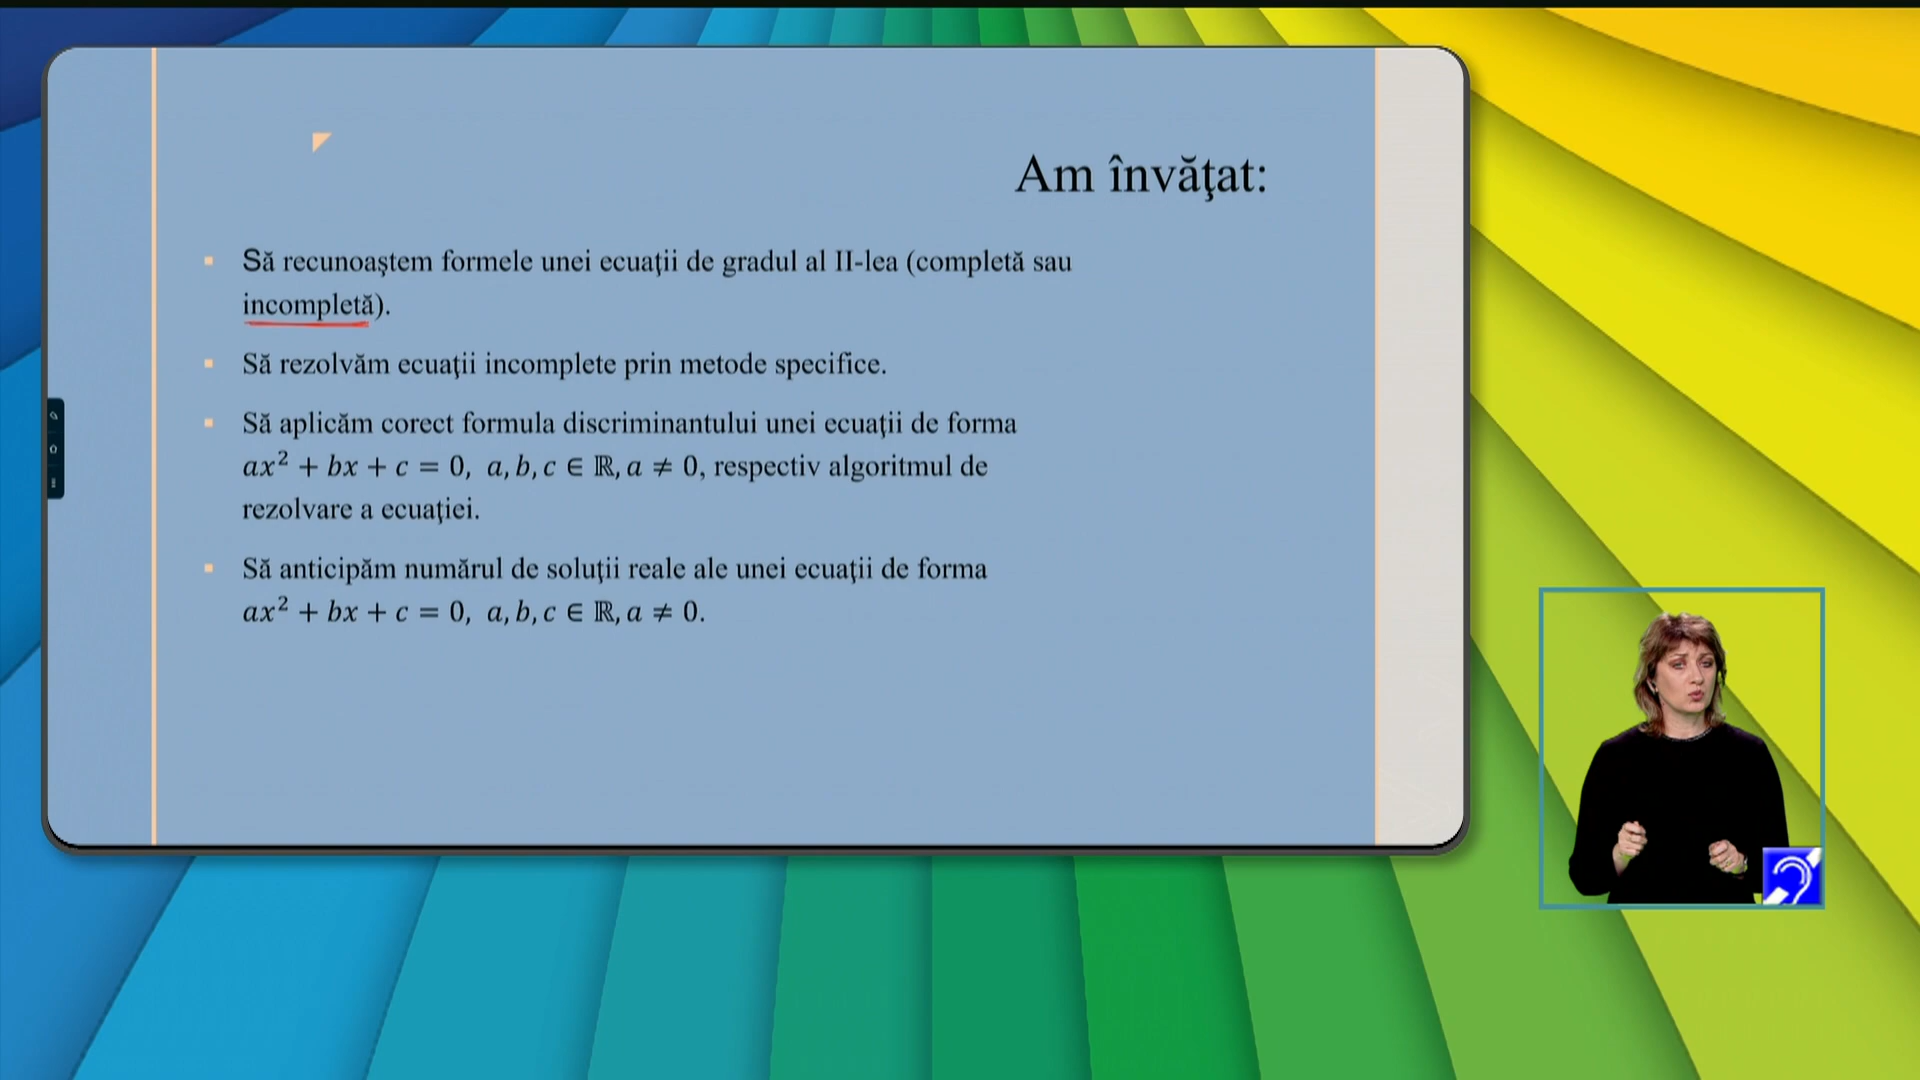 Am învăţat:
▪ Să recunoaştem formele unei ecuaţii de gradul al II-lea (completă sau
incompletă).
▪ Să rezolvăm ecuaţii incomplete prin metode specifice.
▪ Să aplicăm corect formula discriminantului unei ecuaţii de forma
ax² + bx + c = 0, a, b, c ∈ ℝ, a ≠ 0, respectiv algoritmul de
rezolvare a ecuaţiei.
▪ Să anticipăm numărul de soluţii reale ale unei ecuaţii de forma
ax² + bx + c = 0, a, b, c ∈ ℝ, a ≠ 0.